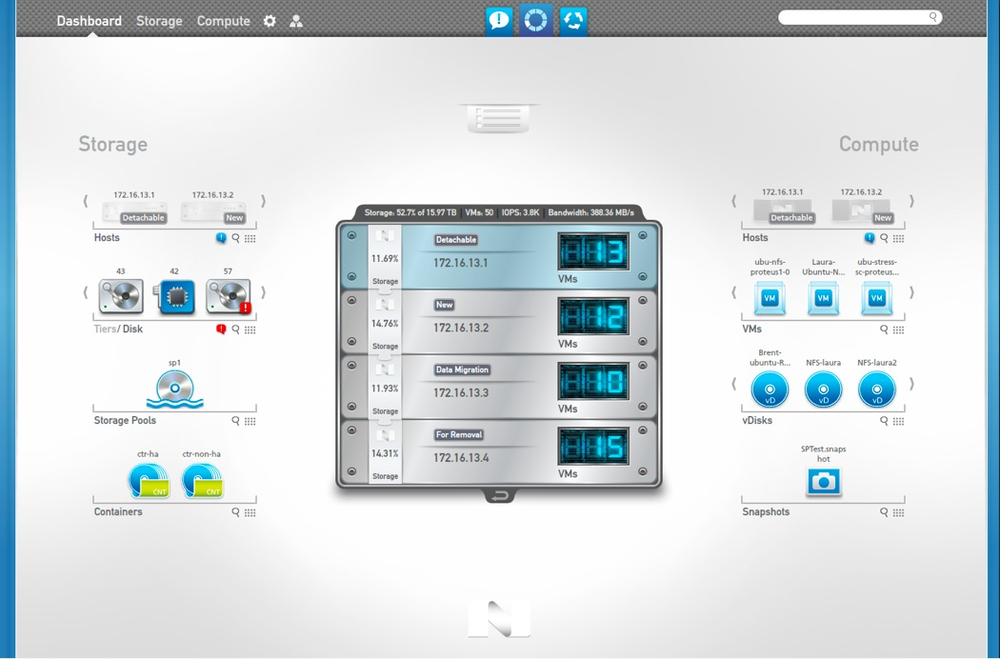 Dashboard Storage Compute
Storage
Compute
172.16.13.1 172.16.13.2
Detachable New
Hosts
43 42 57
Tiers/ Disk
sp1
Storage Pools
ctr-ha ctr-non-ha
CNT CNT
Containers
Storage: 52.7% of 15.97 TB VMs: 50 IOPS: 3.8K Bandwidth: 388.36 MB/s
11.69%
Storage
Detachable
172.16.13.1
13
VMs
14.76%
Storage
New
172.16.13.2
12
VMs
11.93%
Storage
Data Migration
172.16.13.3
10
VMs
14.31%
Storage
For Removal
172.16.13.4
15
VMs
172.16.13.1 172.16.13.2
Detachable New
Hosts
ubu-nfs-
proteus1-0
Laura-
Ubuntu-N...
ubu-stress-
sc-proteus...
VM VM VM
VMs
Brent-
ubuntu-R...
NFS-laura
NFS-laura2
vD vD vD
vDisks
SPTest.snaps
hot
Snapshots
N